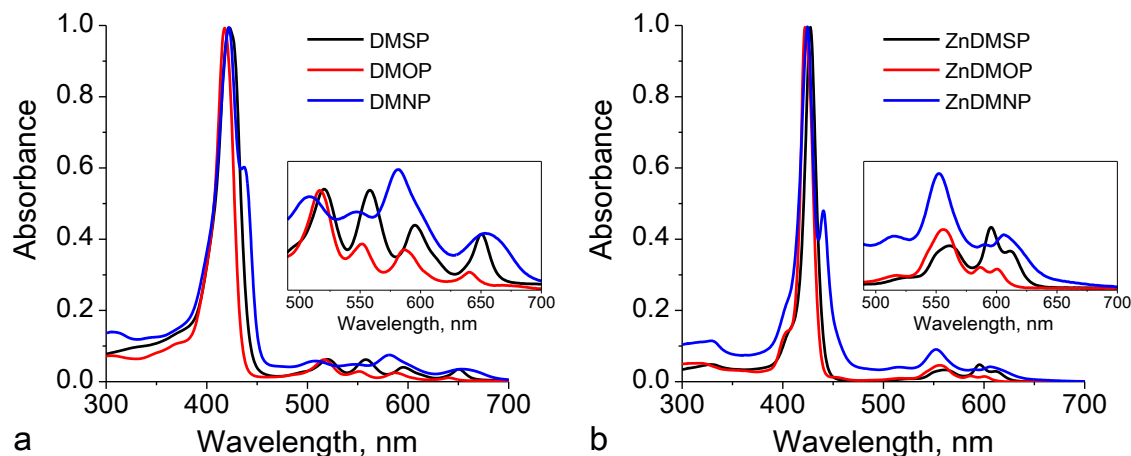 Absorbance
1.0
0.8
0.6
0.4
0.2
0.0
DMSP
DMOP
DMNP
500 550 600 650 700
Wavelength, nm
300 400 500 600 700
Wavelength, nm
a
Absorbance
1.0
0.8
0.6
0.4
0.2
0.0
ZnDMSP
ZnDMOP
ZnDMNP
500 550 600 650 700
Wavelength, nm
300 400 500 600 700
Wavelength, nm
b